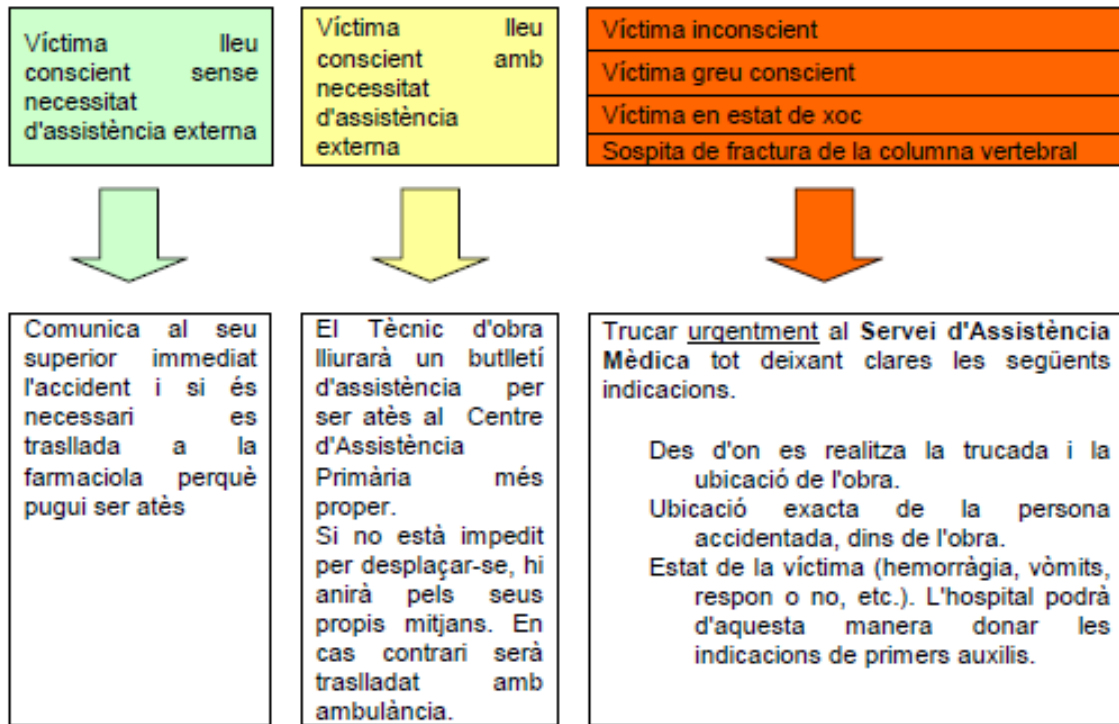 Víctima lleu
conscient sense
necessitat
d'assistència externa
Víctima lleu
conscient amb
necessitat
d'assistència
externa
Víctima inconscient
Víctima greu conscient
Víctima en estat de xoc
Sospita de fractura de la columna vertebral
Comunica al seu
superior immediat
l'accident i si és
necessari es
trasllada a la
farmaciola perquè
pugui ser atès
El Tècnic d'obra
lliurarà un butlletí
d'assistència per
ser atès al Centre
d'Assistència
Primària més
proper.
Si no està impedit
per desplaçar-se, hi
anirà pels seus
propis mitjans. En
cas contrari serà
traslladat amb
ambulància.
Trucar urgentment al Servei d'Assistència
Mèdica tot deixant clares les següents
indicacions.
Des d'on es realitza la trucada i la
ubicació de l'obra.
Ubicació exacta de la persona
accidentada, dins de l'obra.
Estat de la víctima (hemorràgia, vòmits,
respon o no, etc.). L'hospital podrà
d'aquesta manera donar les
indicacions de primers auxilis.